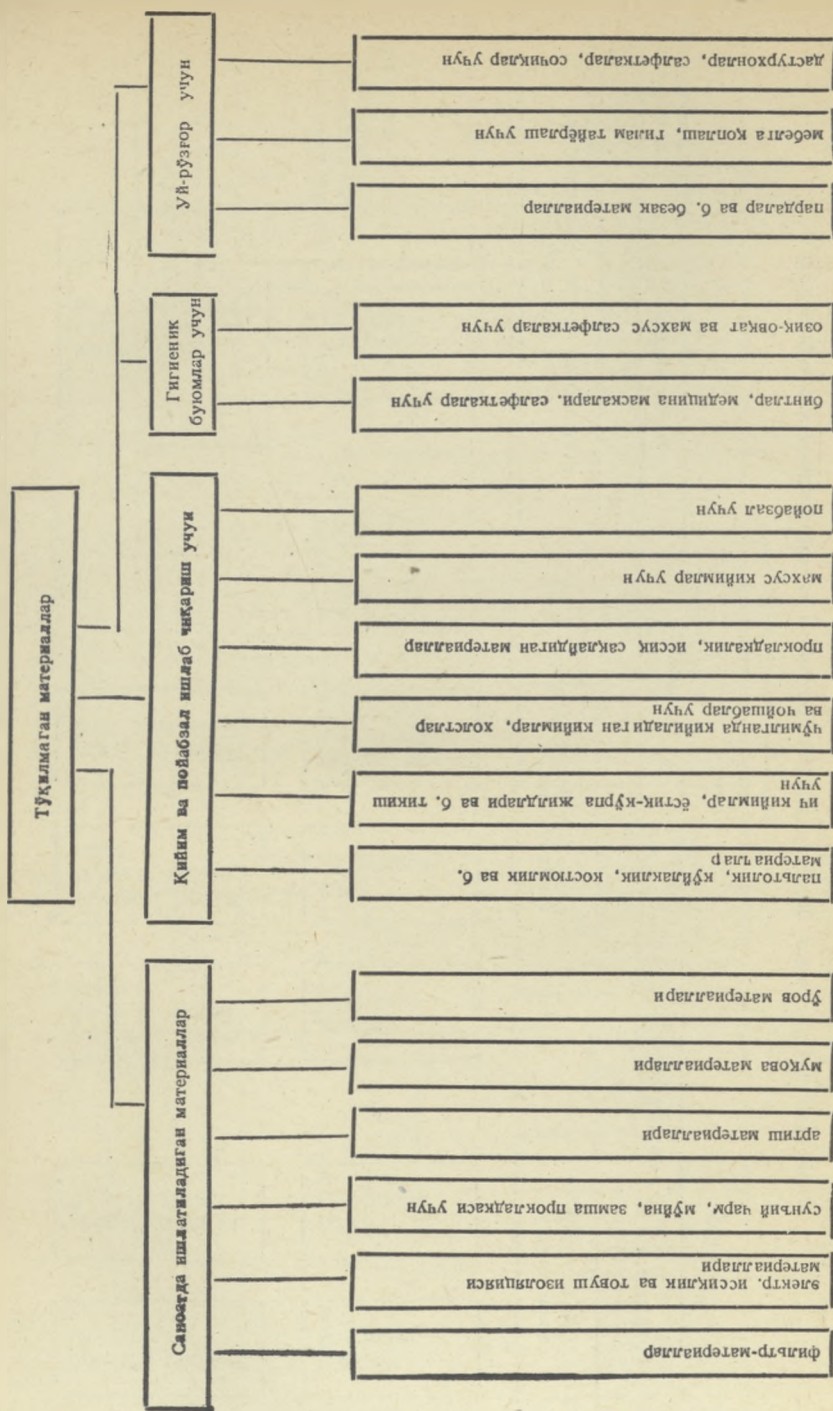 Тўқилмаган материаллар
Саноатда ишлатиладиган материаллар
фильтр-материаллар
электр. иссиқлик ва товуш изоляцияси
материаллари
сунъий чарм, мўйна, замша прокладкаси учун
артиш материаллари
муқова материаллари
ўров материаллари
Кийим ва пойабзал ишлаб чиқариш учун
пальтолик, кўйлаклик, костюмлик ва б.
материаллар
ич кийимлар, ёстиқ-кўрпа жилдлари ва б. тикиш
учун
чўмилганда кийиладиган кийимлар, холстлар
ва чойшаблар учун
прокладкалик, иссиқ сақлайдиган материаллар
махсус кийимлар учун
пойабзал учун
Гигиеник
буюмлар учун
бинтлар, медицина маскалари. салфеткалар учун
озиқ-овқат ва махсус салфеткалар учун
Уй-рўзғор учун
пардалар ва б. безак материаллар
мебелга қоплаш, гилам тайёрлаш учун
дастурхонлар, салфеткалар, сочиқлар учун